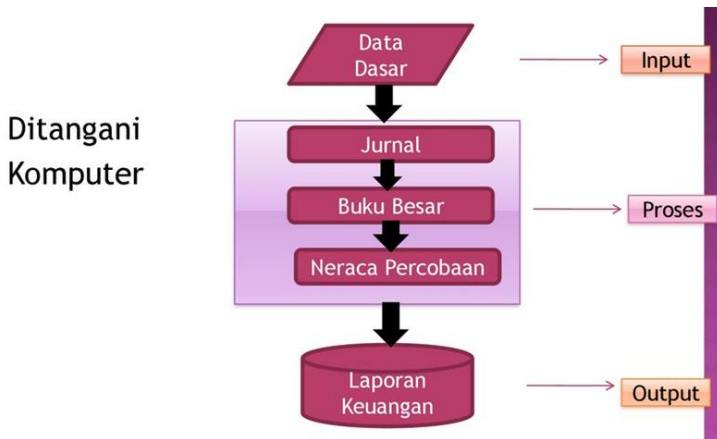 Data
Dasar
Input
Ditangani
Komputer
Jurnal
Buku Besar
Proses
Neraca Percobaan
Laporan
Keuangan
Output